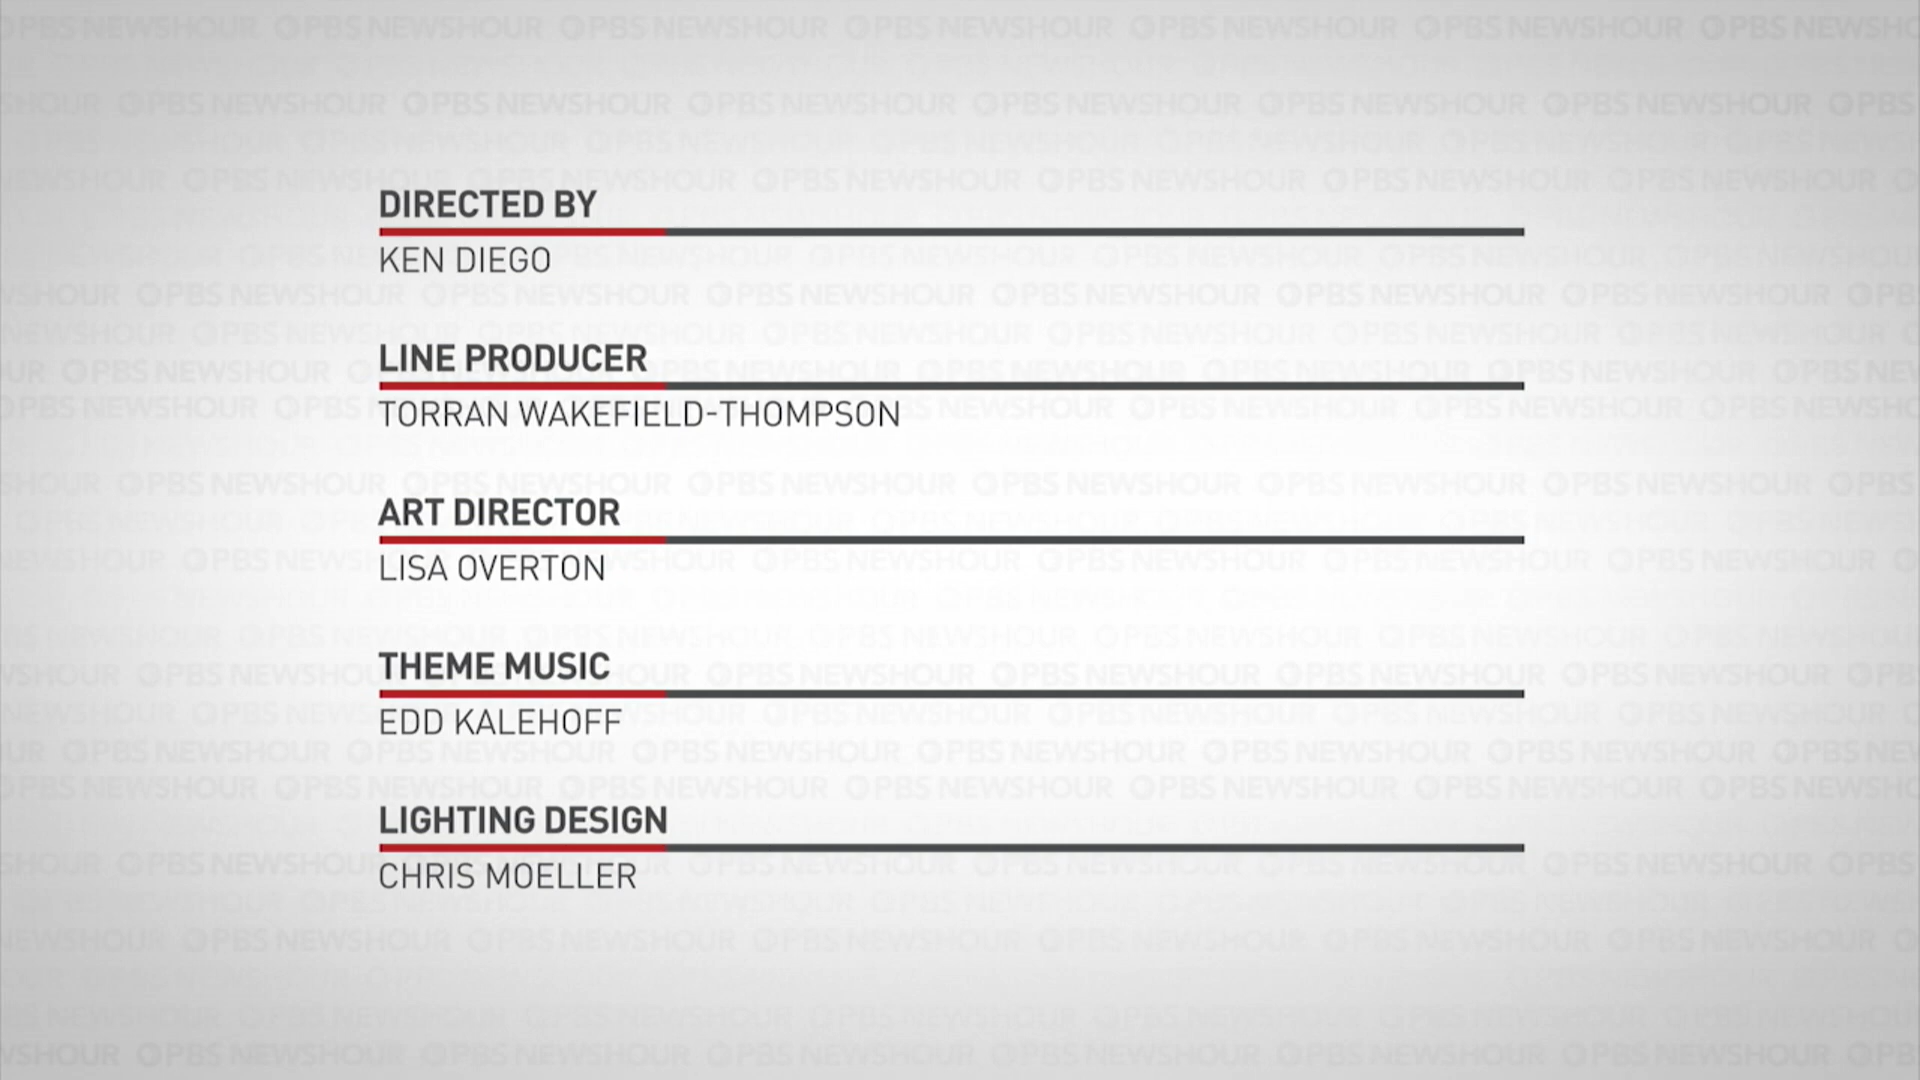 DIRECTED BY
KEN DIEGO
LINE PRODUCER
TORRAN WAKEFIELD-THOMPSON
ART DIRECTOR
LISA OVERTON
THEME MUSIC
EDD KALEHOFF
LIGHTING DESIGN
CHRIS MOELLER